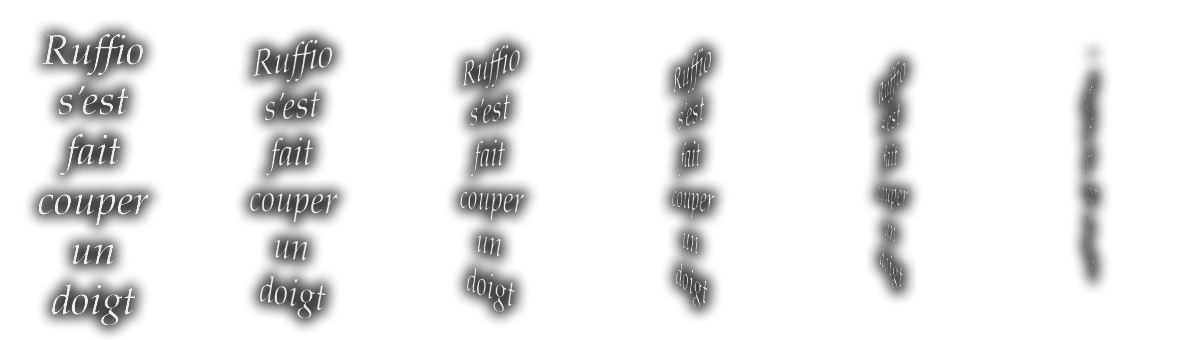 Ruffio Ruffio Ruffio Ruffio Ruffio
s'est s'est s'est s'est s'est
fait fait fait fait fait
couper couper couper couper couper
un un un un un
doigt doigt doigt doigt doigt